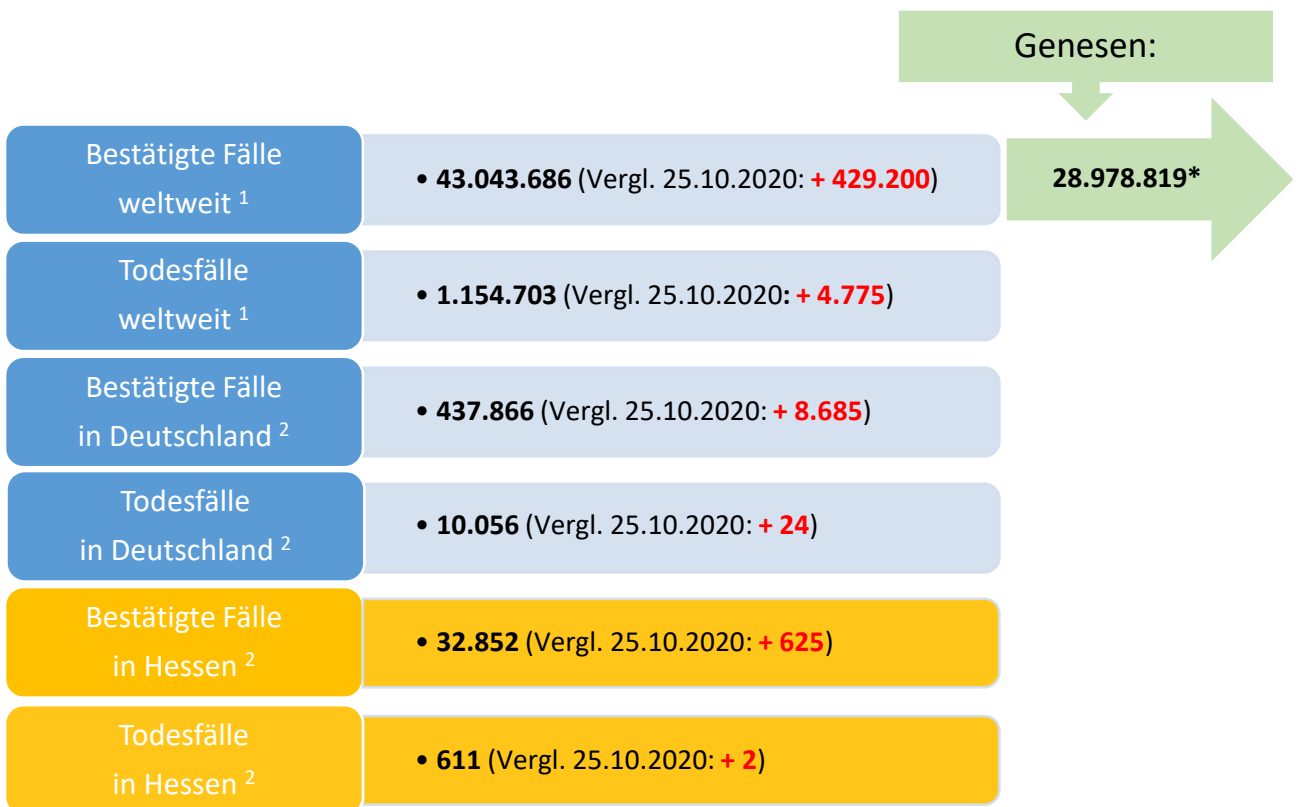 Genesen:
Bestätigte Fälle
weltweit ¹
• 43.043.686 (Vergl. 25.10.2020: + 429.200)
28.978.819*
Todesfälle
weltweit ¹
• 1.154.703 (Vergl. 25.10.2020: + 4.775)
Bestätigte Fälle
in Deutschland ²
• 437.866 (Vergl. 25.10.2020: + 8.685)
Todesfälle
in Deutschland ²
• 10.056 (Vergl. 25.10.2020: + 24)
Bestätigte Fälle
in Hessen ²
• 32.852 (Vergl. 25.10.2020: + 625)
Todesfälle
in Hessen ²
• 611 (Vergl. 25.10.2020: + 2)